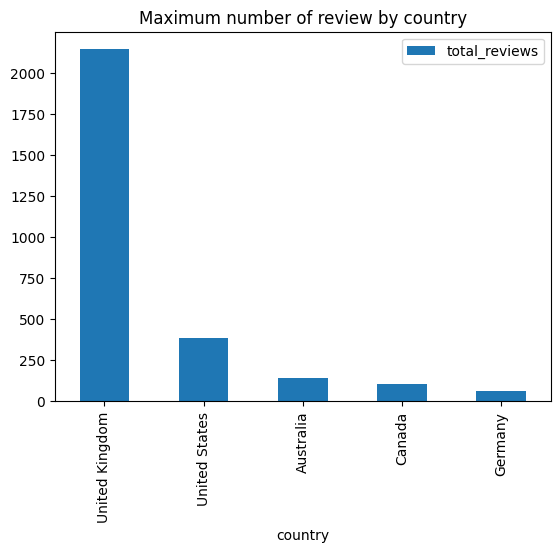 Maximum number of review by country
total_reviews
2000
1750
1500
1250
1000
750
500
250
0
United Kingdom
United States
Australia
Canada
Germany
country